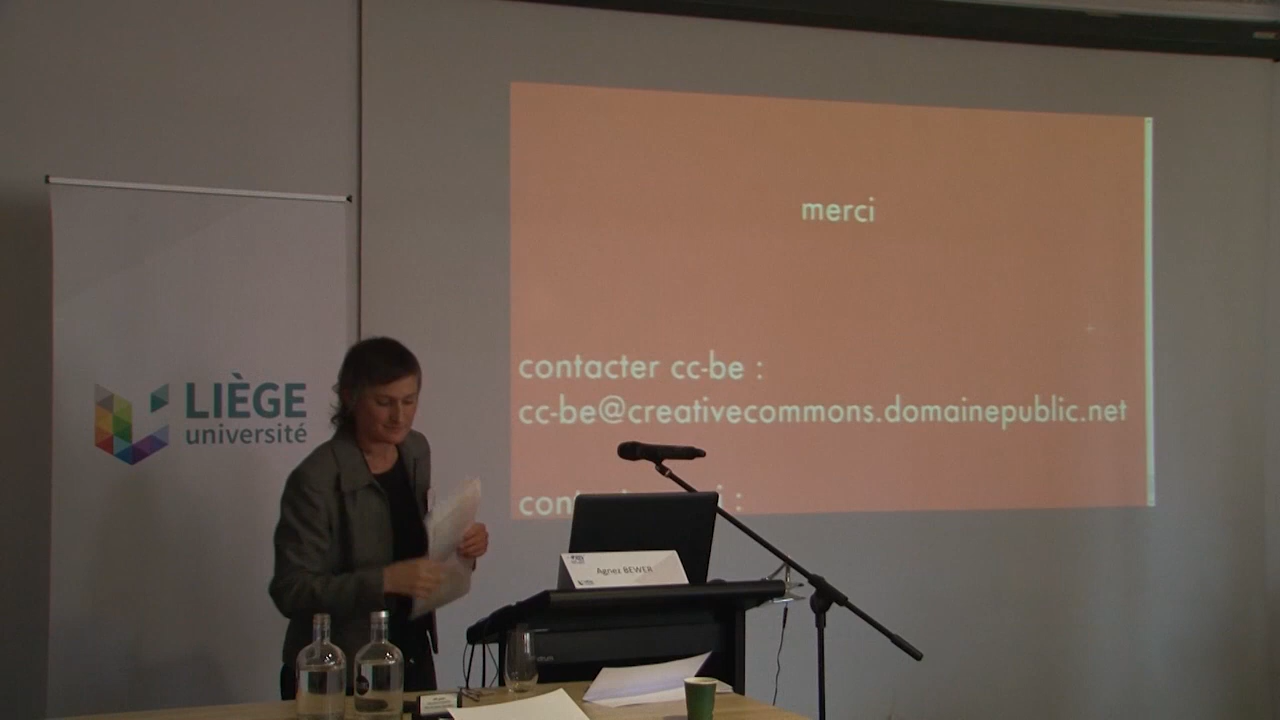 merci
contacter cc-be :
cc-be@creativecommons.domainepublic.net
LIÈGE
université
Agnez BEWER